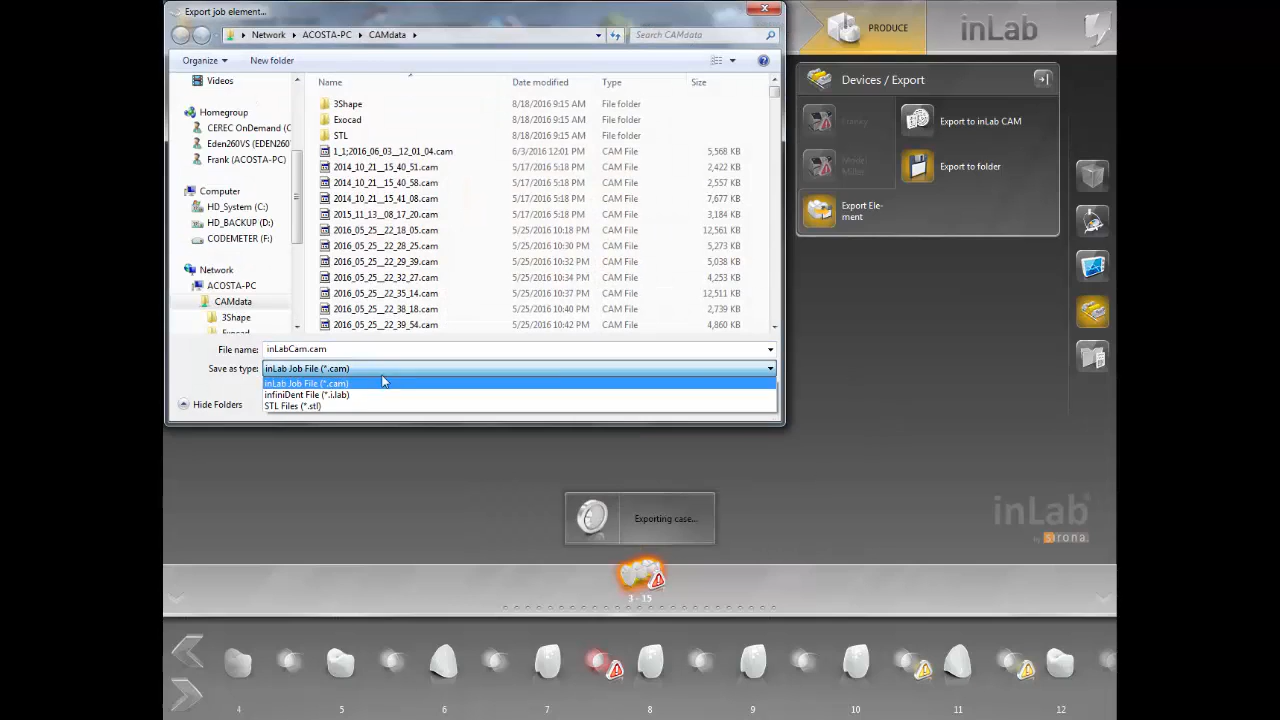 Export job element...
Network ▸ ACOSTA-PC ▸ CAMdata ▸
Search CAMdata
Organize
New folder
Videos
Homegroup
CEREC OnDemand (C
Eden260VS (EDEN260'
Frank (ACOSTA-PC)
Computer
HD_System (C:)
HD_BACKUP (D:)
CODEMETER (F:)
Network
ACOSTA-PC
CAMdata
3Shape
Exocad
Name Date modified Type Size
3Shape 8/18/2016 9:15 AM File folder
Exocad 8/18/2016 9:15 AM File folder
STL 8/18/2016 9:15 AM File folder
1_1;2016_06_03__12_01_04.cam 6/3/2016 12:01 PM CAM File 5,568 KB
2014_10_21__15_40_51.cam 5/17/2016 5:18 PM CAM File 2,422 KB
2014_10_21__15_40_58.cam 5/17/2016 5:18 PM CAM File 2,557 KB
2014_10_21__15_41_08.cam 5/17/2016 5:18 PM CAM File 7,677 KB
2015_11_13__08_17_20.cam 5/17/2016 5:18 PM CAM File 3,184 KB
2016_05_25__22_18_05.cam 5/25/2016 10:18 PM CAM File 12,561 KB
2016_05_25__22_28_25.cam 5/25/2016 10:30 PM CAM File 5,273 KB
2016_05_25__22_29_39.cam 5/25/2016 10:32 PM CAM File 5,038 KB
2016_05_25__22_32_27.cam 5/25/2016 10:34 PM CAM File 4,253 KB
2016_05_25__22_35_14.cam 5/25/2016 10:37 PM CAM File 12,511 KB
2016_05_25__22_38_18.cam 5/25/2016 10:40 PM CAM File 2,739 KB
2016_05_25__22_39_54.cam 5/25/2016 10:42 PM CAM File 4,860 KB
File name: inLabCam.cam
Save as type: inLab Job File (*.cam)
inLab Job File (*.cam)
infiniDent File (*.i.lab)
STL Files (*.stl)
Hide Folders
PRODUCE
inLab
Devices / Export
Export to inLab CAM
Export to folder
Export Ele-
ment
Exporting case...
inLab
by sirona.
3 - 15
4 5 6 7 8 9 10 11 12